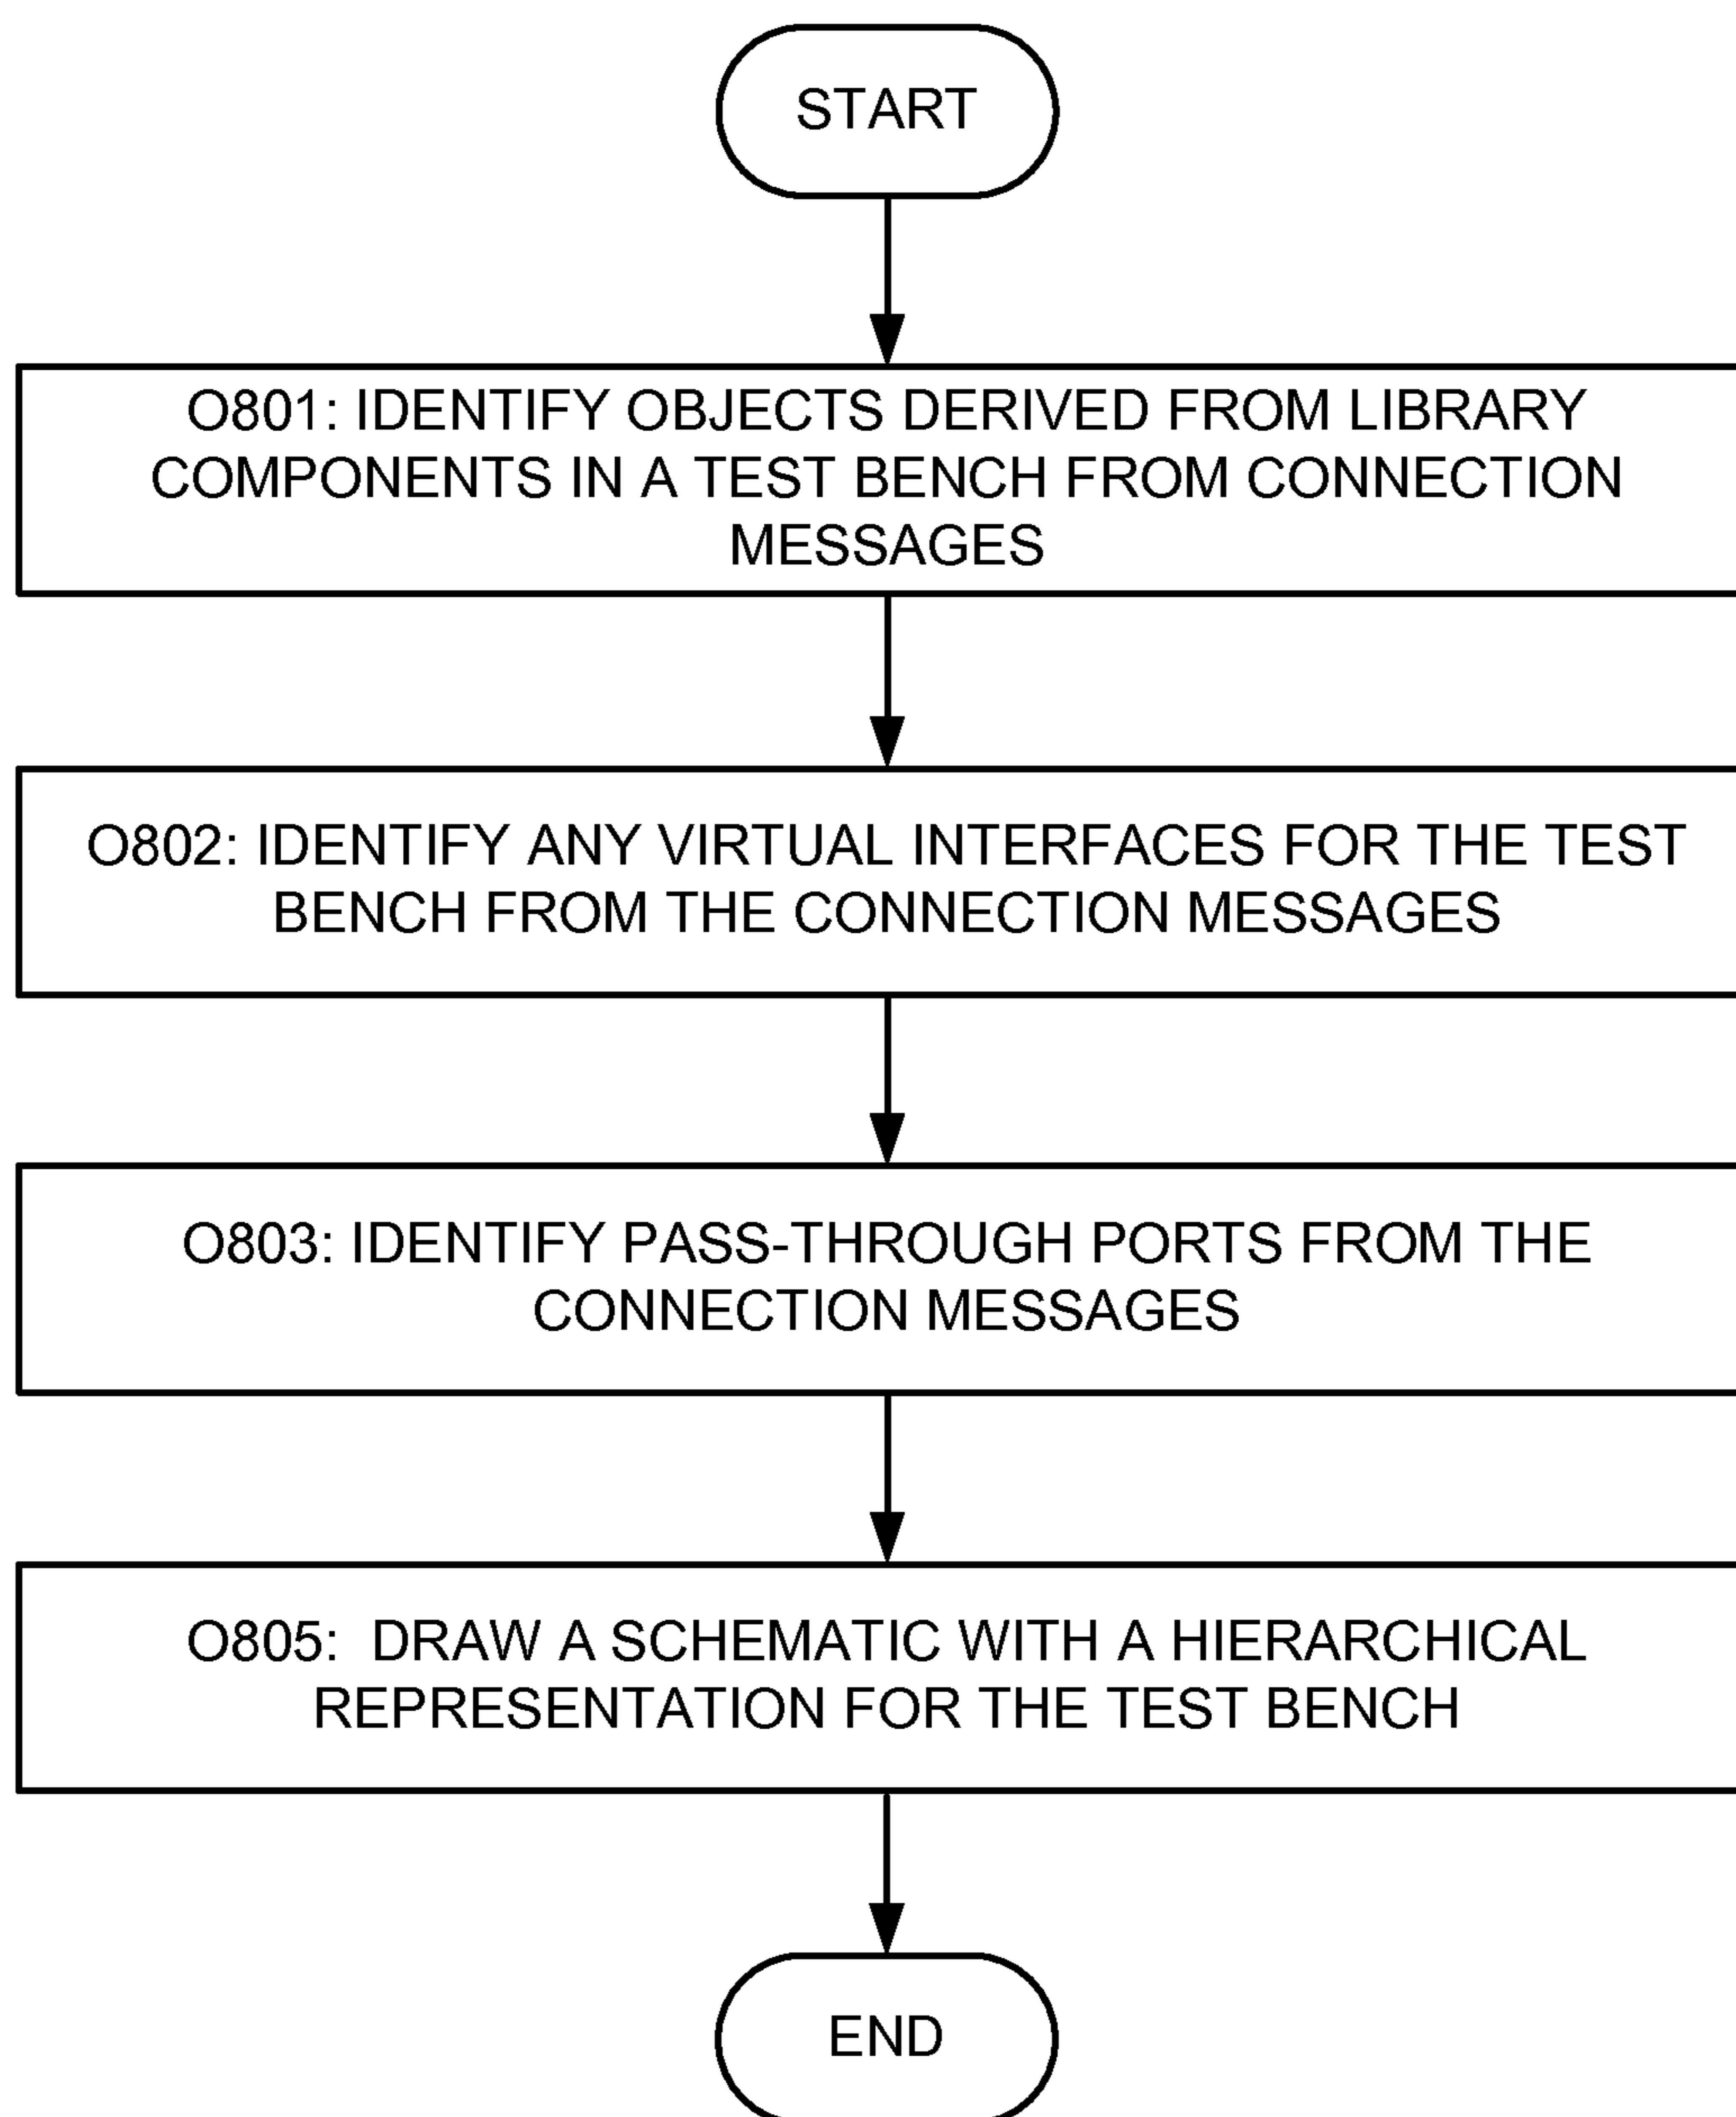 START
O801: IDENTIFY OBJECTS DERIVED FROM LIBRARY
COMPONENTS IN A TEST BENCH FROM CONNECTION
MESSAGES
O802: IDENTIFY ANY VIRTUAL INTERFACES FOR THE TEST
BENCH FROM THE CONNECTION MESSAGES
O803: IDENTIFY PASS-THROUGH PORTS FROM THE
CONNECTION MESSAGES
O805: DRAW A SCHEMATIC WITH A HIERARCHICAL
REPRESENTATION FOR THE TEST BENCH
END